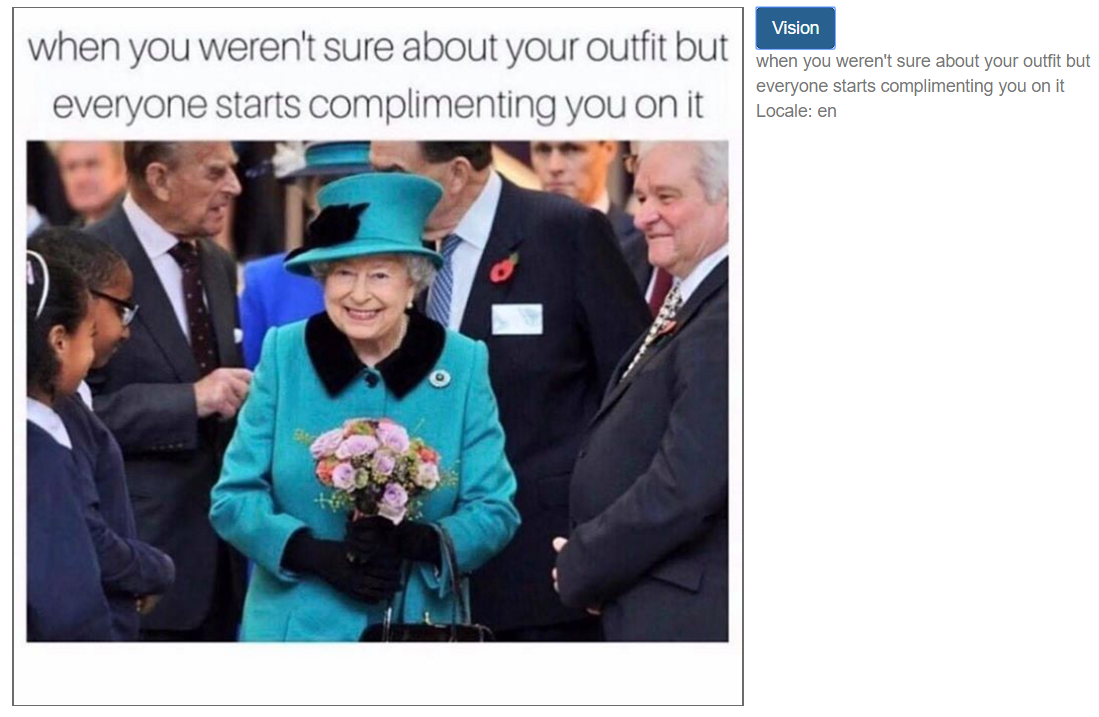 when you weren't sure about your outfit but
everyone starts complimenting you on it
Vision
when you weren't sure about your outfit but
everyone starts complimenting you on it
Locale: en